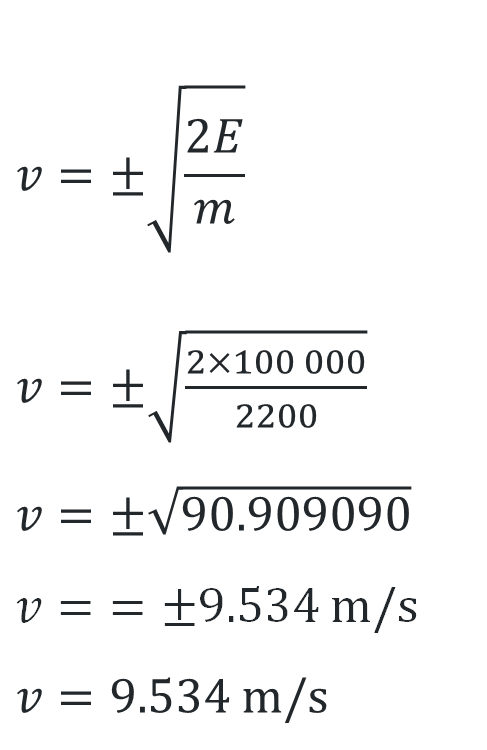 v = ±√(2E/m)
v = ±√(2×100 000/2200)
v = ±√90.909090
v = = ±9.534 m/s
v = 9.534 m/s